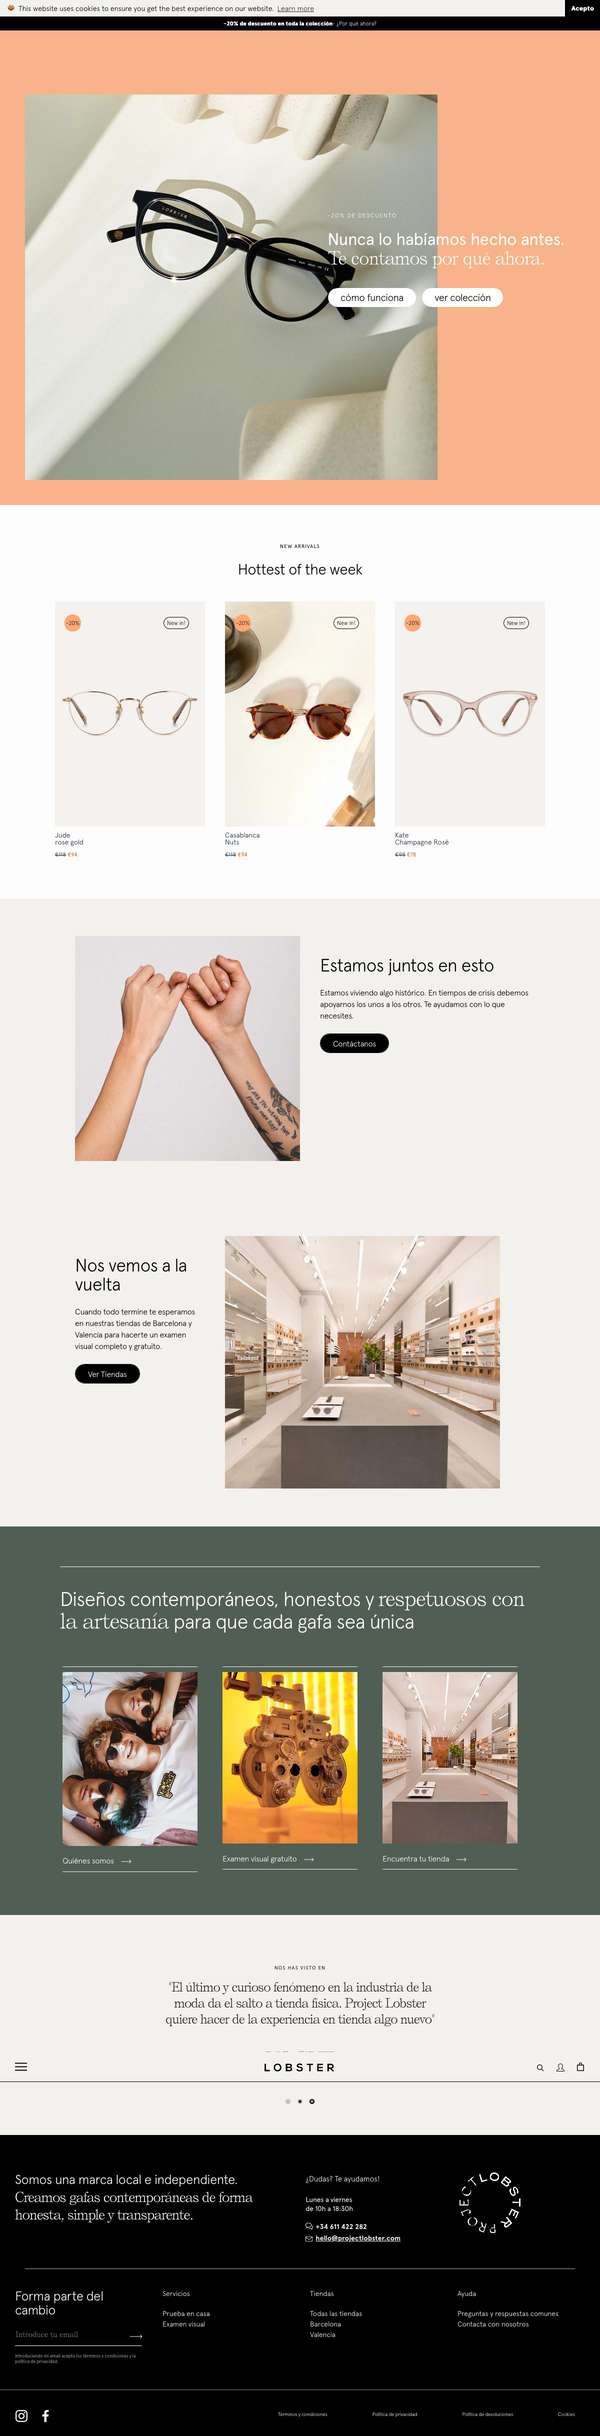 This website uses cookies to ensure you get the best experience on our website. Learn more
Acepto
-20% de descuento en toda la colección ¿Por qué ahora?
LOBSTER
-20% DE DESCUENTO
Nunca lo habíamos hecho antes.
Te contamos por qué ahora.
cómo funciona
ver colección
NEW ARRIVALS
Hottest of the week
-20%
New in!
-20%
New in!
-20%
New in!
Jude
rose gold
€118 €94
Casablanca
Nuts
€118 €94
Kate
Champagne Rosé
€98 €78
Estamos juntos en esto
Estamos viviendo algo histórico. En tiempos de crisis debemos
apoyarnos los unos a los otros. Te ayudamos con lo que
necesites.
Contáctanos
Nos vemos a la
vuelta
Cuando todo termine te esperamos
en nuestras tiendas de Barcelona y
Valencia para hacerte un examen
visual completo y gratuito.
Ver Tiendas
Diseños contemporáneos, honestos y respetuosos con
la artesanía para que cada gafa sea única
Quiénes somos
Examen visual gratuito
Encuentra tu tienda
NOS HAS VISTO EN
"El último y curioso fenómeno en la industria de la
moda da el salto a tienda física. Project Lobster
quiere hacer de la experiencia en tienda algo nuevo"
LOBSTER
Somos una marca local e independiente.
Creamos gafas contemporáneas de forma
honesta, simple y transparente.
¿Dudas? Te ayudamos!
Lunes a viernes
de 10h a 18:30h
+34 611 422 282
hello@projectlobster.com
PROJECT LOBSTER
Forma parte del
cambio
Introduce tu email
Introduciendo mi email acepto los términos y condiciones y la
política de privacidad
Servicios
Prueba en casa
Examen visual
Tiendas
Todas las tiendas
Barcelona
Valencia
Ayuda
Preguntas y respuestas comunes
Contacta con nosotros
Términos y condiciones
Política de privacidad
Política de devoluciones
Cookies